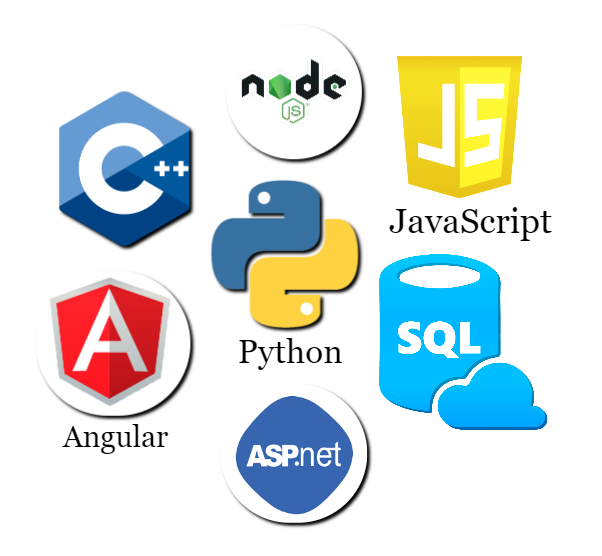 node
JS
JS
C++
JavaScript
SQL
Python
A
Angular
ASP.net